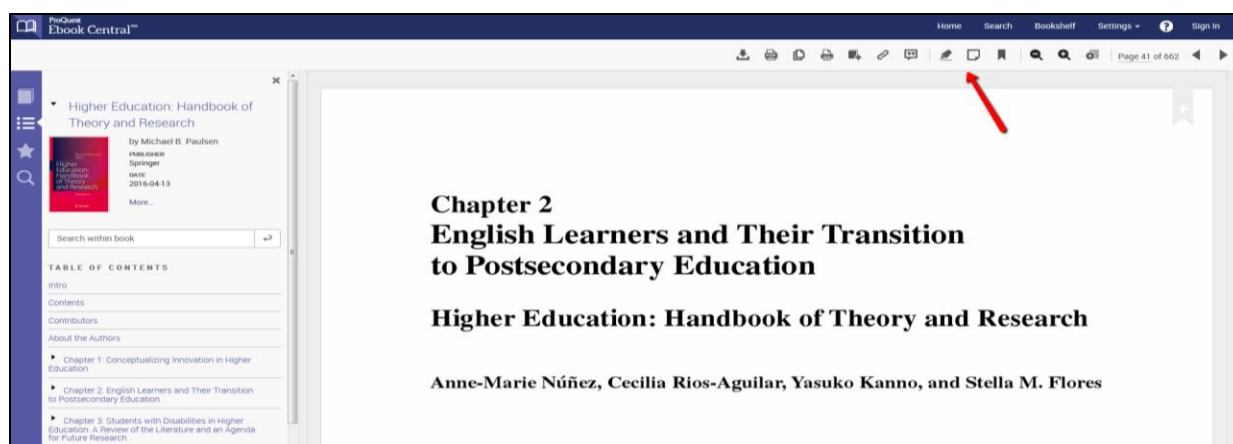 ProQuest
Ebook Central™
Home Search Bookshelf Settings ? Sign In
Page 41 of 662
Higher Education: Handbook of
Theory and Research
by Michael B. Paulsen
PUBLISHER
Springer
DATE
2016-04-13
More...
Search within book
TABLE OF CONTENTS
Intro
Contents
Contributors
About the Authors
Chapter 1: Conceptualizing Innovation in Higher
Education
Chapter 2: English Learners and Their Transition
to Postsecondary Education
Chapter 3: Students with Disabilities in Higher
Education: A Review of the Literature and an Agenda
for Future Research
Chapter 2
English Learners and Their Transition
to Postsecondary Education
Higher Education: Handbook of Theory and Research
Anne-Marie Núñez, Cecilia Rios-Aguilar, Yasuko Kanno, and Stella M. Flores